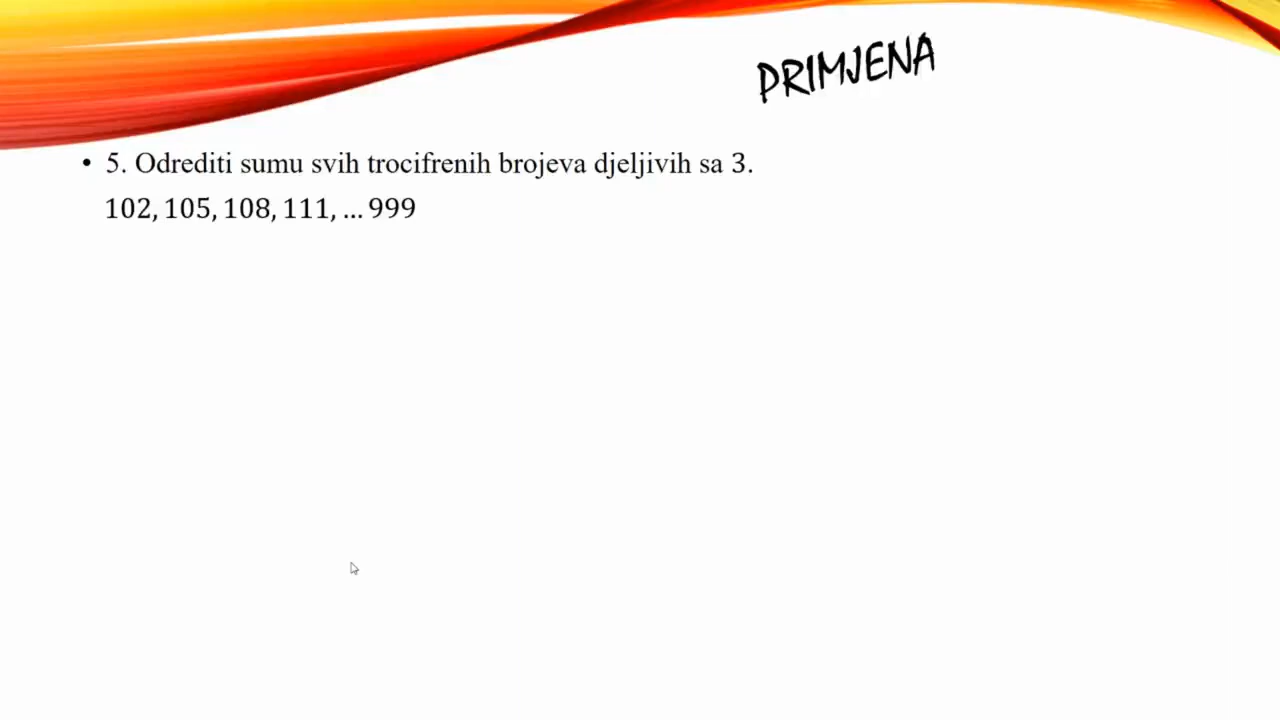 PRIMJENA
• 5. Odrediti sumu svih trocifrenih brojeva djeljivih sa 3.
102, 105, 108, 111, … 999